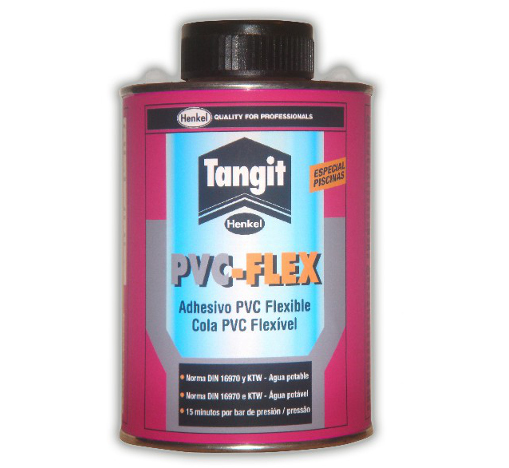 Henkel QUALITY FOR PROFESSIONALS
Tangit
ESPECIAL
PISCINAS
Henkel
PVC-FLEX
Adhesivo PVC Flexible
Cola PVC Flexível
• Norma DIN 16970 y KTW - Agua potable
• Norma DIN 16970 e KTW - Água potável
• 15 minutos por bar de presión / pressão